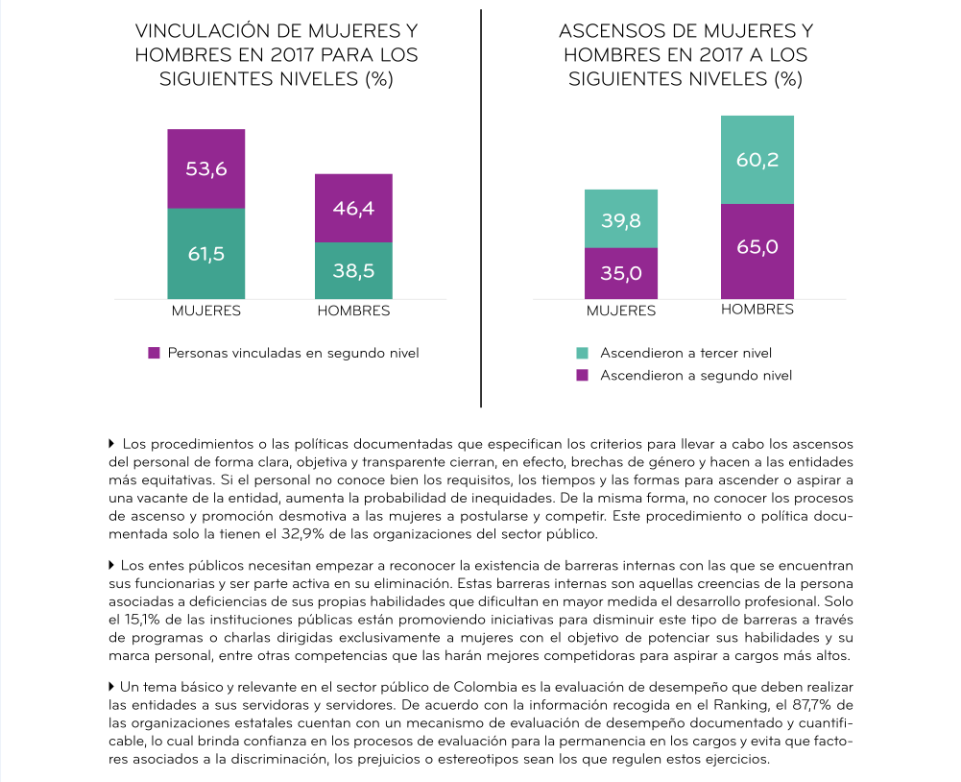 VINCULACIÓN DE MUJERES Y
HOMBRES EN 2017 PARA LOS
SIGUIENTES NIVELES (%)
53,6
61,5
46,4
38,5
MUJERES
HOMBRES
Personas vinculadas en segundo nivel
ASCENSOS DE MUJERES Y
HOMBRES EN 2017 A LOS
SIGUIENTES NIVELES (%)
39,8
35,0
60,2
65,0
MUJERES
HOMBRES
Ascendieron a tercer nivel
Ascendieron a segundo nivel
Los procedimientos o las políticas documentadas que especifican los criterios para llevar a cabo los ascensos
del personal de forma clara, objetiva y transparente cierran, en efecto, brechas de género y hacen a las entidades
más equitativas. Si el personal no conoce bien los requisitos, los tiempos y las formas para ascender o aspirar a
una vacante de la entidad, aumenta la probabilidad de inequidades. De la misma forma, no conocer los procesos
de ascenso y promoción desmotiva a las mujeres a postularse y competir. Este procedimiento o política docu-
mentada solo la tienen el 32,9% de las organizaciones del sector público.
Los entes públicos necesitan empezar a reconocer la existencia de barreras internas con las que se encuentran
sus funcionarias y ser parte activa en su eliminación. Estas barreras internas son aquellas creencias de la persona
asociadas a deficiencias de sus propias habilidades que dificultan en mayor medida el desarrollo profesional. Solo
el 15,1% de las instituciones públicas están promoviendo iniciativas para disminuir este tipo de barreras a través
de programas o charlas dirigidas exclusivamente a mujeres con el objetivo de potenciar sus habilidades y su
marca personal, entre otras competencias que las harán mejores competidoras para aspirar a cargos más altos.
Un tema básico y relevante en el sector público de Colombia es la evaluación de desempeño que deben realizar
las entidades a sus servidoras y servidores. De acuerdo con la información recogida en el Ranking, el 87,7% de
las organizaciones estatales cuentan con un mecanismo de evaluación de desempeño documentado y cuantifi-
cable, lo cual brinda confianza en los procesos de evaluación para la permanencia en los cargos y evita que facto-
res asociados a la discriminación, los prejuicios o estereotipos sean los que regulen estos ejercicios.